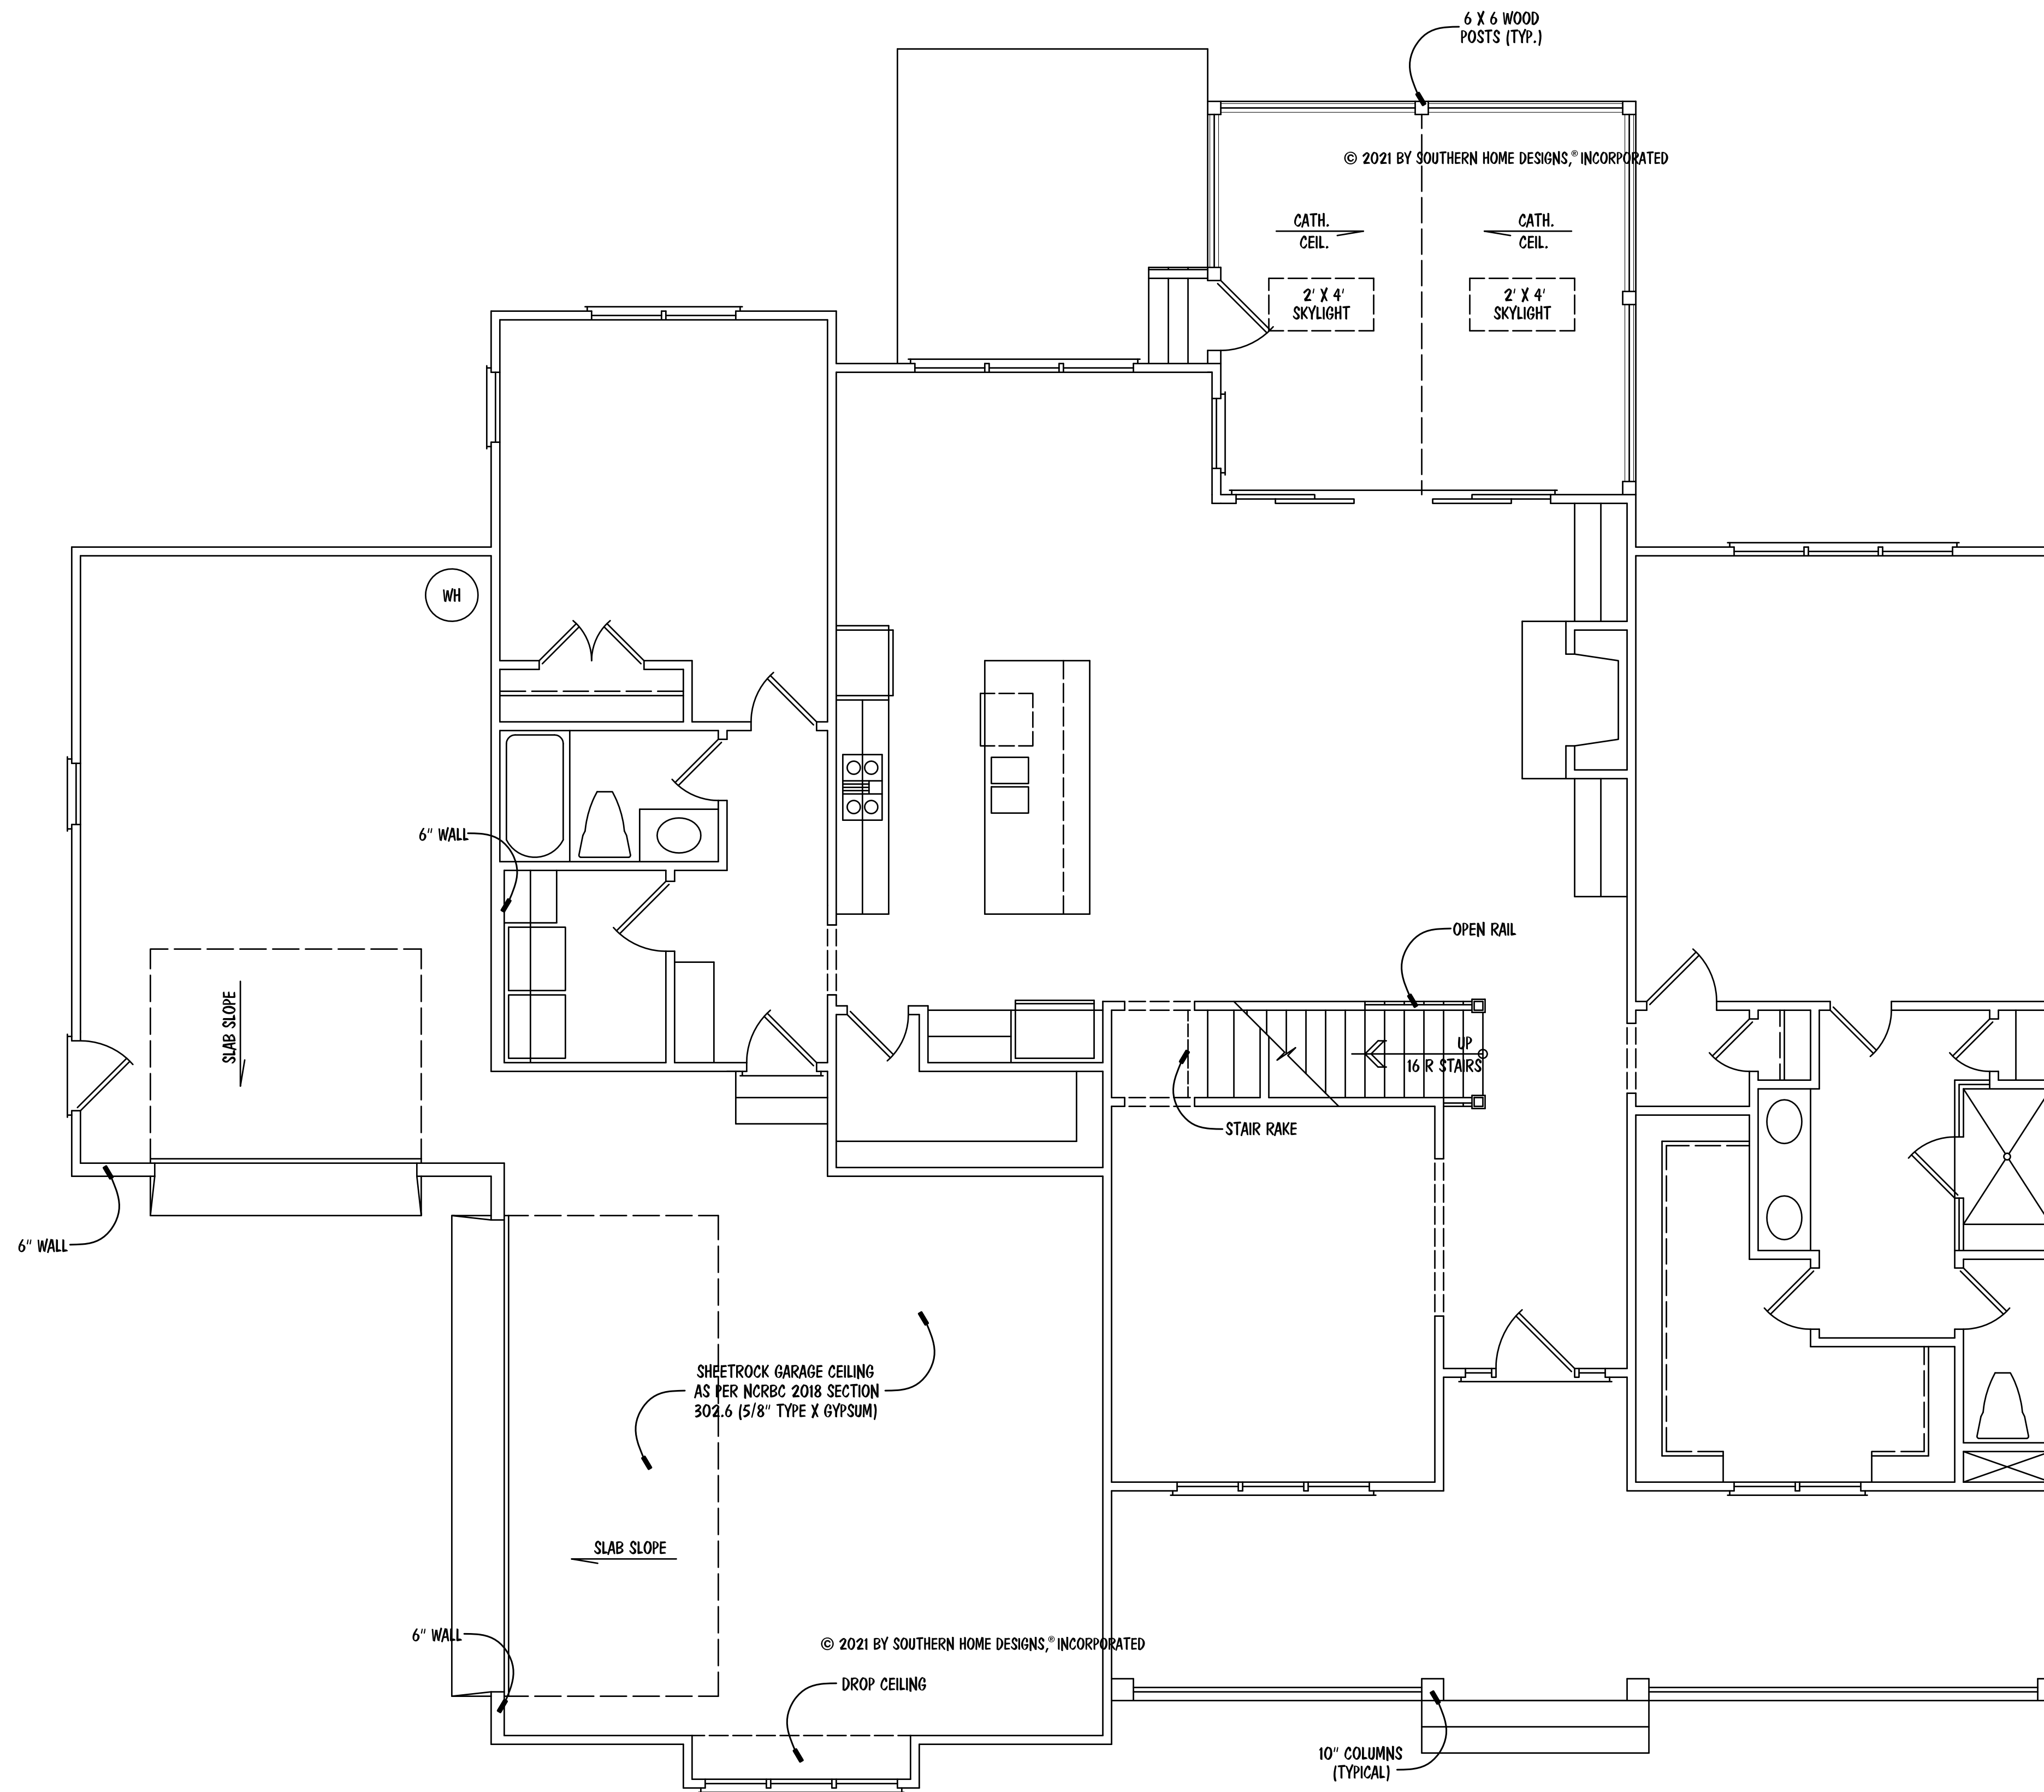 6 X 6 WOOD
POSTS (TYP.)
© 2021 BY SOUTHERN HOME DESIGNS,® INCORPORATED
CATH.
CEIL.
CATH.
CEIL.
2' X 4'
SKYLIGHT
2' X 4'
SKYLIGHT
WH
6" WALL
OPEN RAIL
SLAB SLOPE
UP
16 R STAIRS
STAIR RAKE
6" WALL
SHEETROCK GARAGE CEILING
AS PER NCRBC 2018 SECTION
302.6 (5/8" TYPE X GYPSUM)
SLAB SLOPE
6" WALL
© 2021 BY SOUTHERN HOME DESIGNS,® INCORPORATED
DROP CEILING
10" COLUMNS
(TYPICAL)